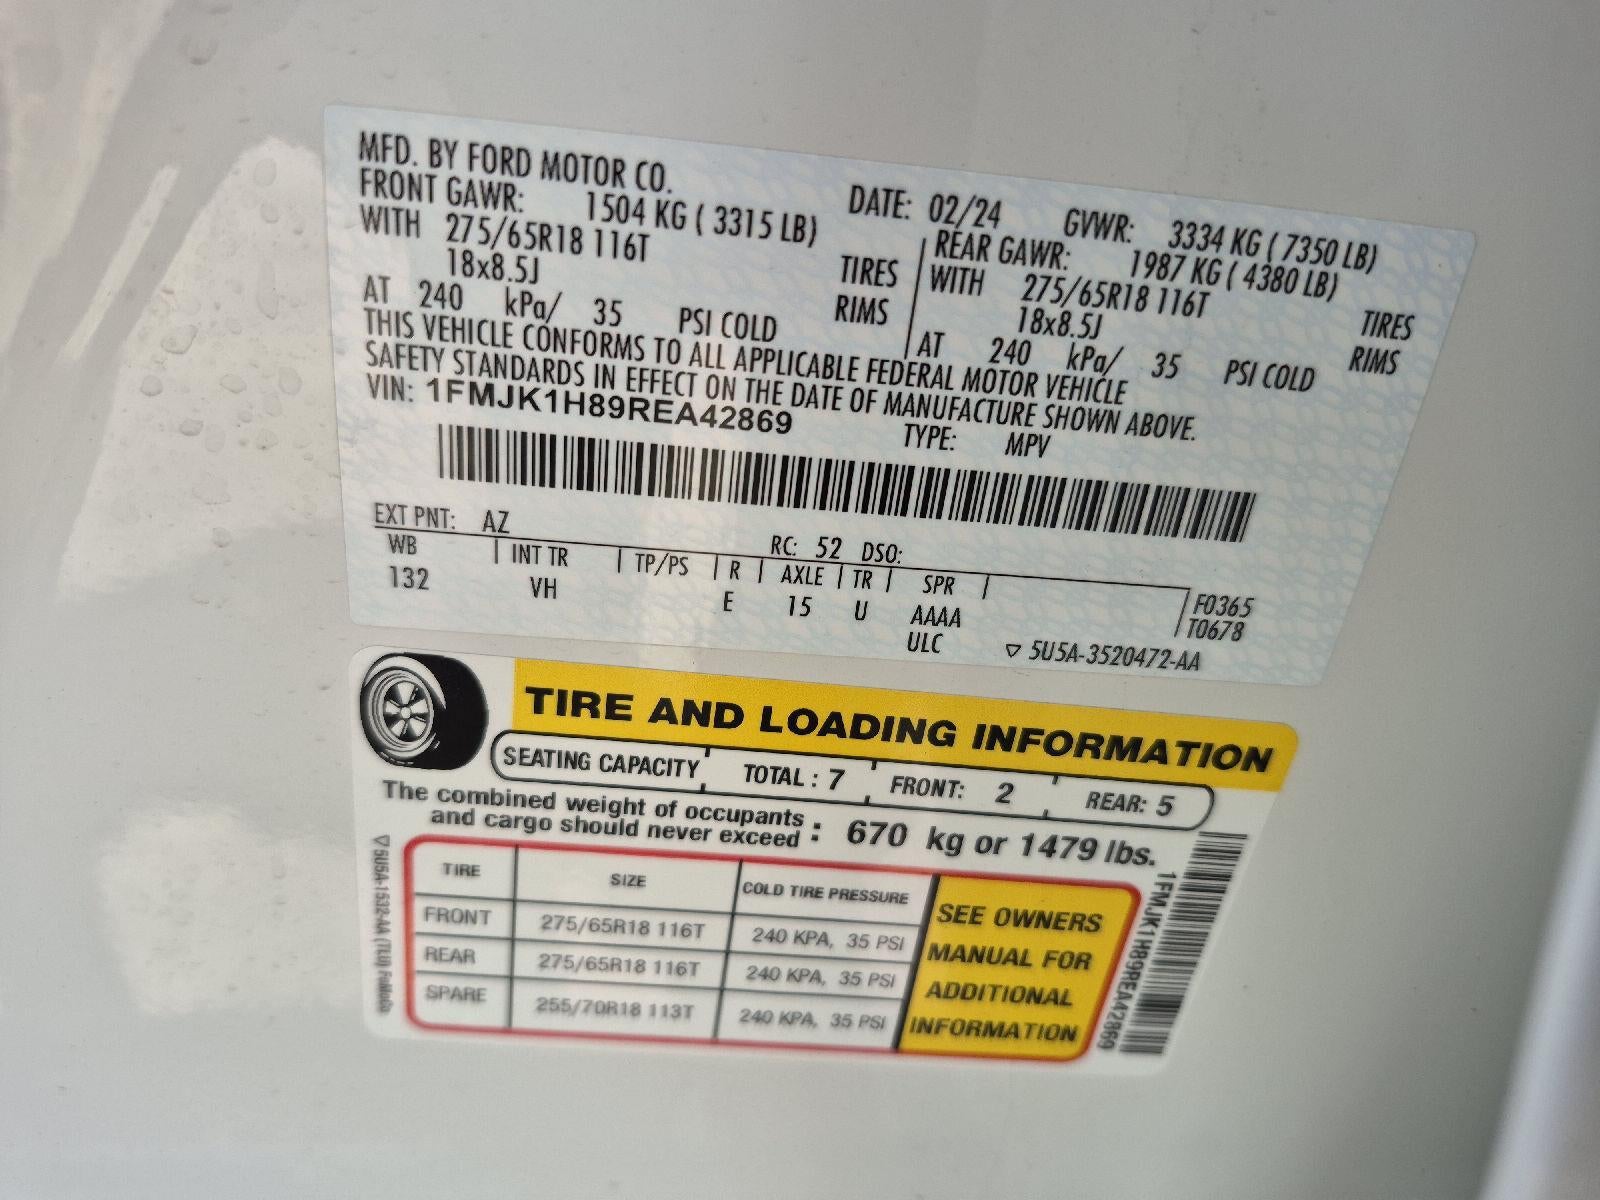 MFD. BY FORD MOTOR CO.
DATE: 02/24 GVWR: 3334 KG ( 7350 LB)
FRONT GAWR: 1504 KG ( 3315 LB) REAR GAWR: 1987 KG ( 4380 LB)
WITH 275/65R18 116T TIRES WITH 275/65R18 116T TIRES
18x8.5J RIMS 18x8.5J RIMS
AT 240 kPa/ 35 PSI COLD AT 240 kPa/ 35 PSI COLD
THIS VEHICLE CONFORMS TO ALL APPLICABLE FEDERAL MOTOR VEHICLE
SAFETY STANDARDS IN EFFECT ON THE DATE OF MANUFACTURE SHOWN ABOVE.
VIN: 1FMJK1H89REA42869 TYPE: MPV
EXT PNT: AZ RC: 52 DSO:
WB INT TR TP/PS R AXLE TR SPR
132 VH E 15 U AAAA
ULC
F0365
T0678
▽ 5U5A-3520472-AA
TIRE AND LOADING INFORMATION
SEATING CAPACITY TOTAL : 7 FRONT: 2 REAR: 5
The combined weight of occupants
and cargo should never exceed : 670 kg or 1479 lbs.
TIRE SIZE COLD TIRE PRESSURE
FRONT 275/65R18 116T 240 KPA, 35 PSI
REAR 275/65R18 116T 240 KPA, 35 PSI
SPARE 255/70R18 113T 240 KPA, 35 PSI
SEE OWNERS
MANUAL FOR
ADDITIONAL
INFORMATION
▽ 5U5A-1532-AA (TLU) FoMoCo
1FMJK1H89REA42869